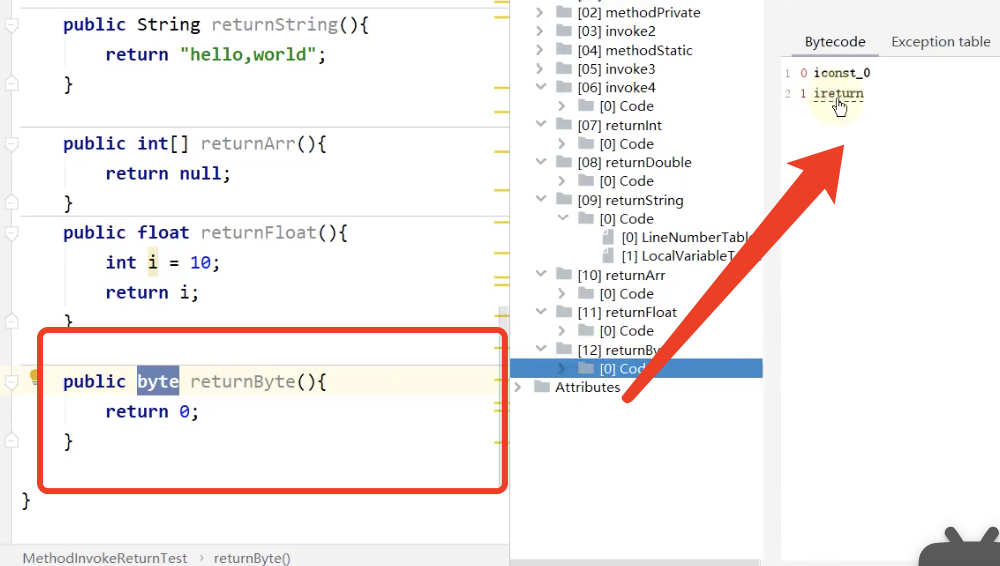 public String returnString(){
return "hello,world";
}
public int[] returnArr(){
return null;
}
public float returnFloat(){
int i = 10;
return i;
}
public byte returnByte(){
return 0;
}
}
MethodInvokeReturnTest › returnByte()
[02] methodPrivate
[03] invoke2
[04] methodStatic
[05] invoke3
[06] invoke4
[0] Code
[07] returnInt
[0] Code
[08] returnDouble
[0] Code
[09] returnString
[0] Code
[0] LineNumberTabl
[1] LocalVariableT
[10] returnArr
[0] Code
[11] returnFloat
[0] Code
[12] returnBy
[0] Cod
Attributes
Bytecode Exception table
1 0 iconst_0
2 1 ireturn